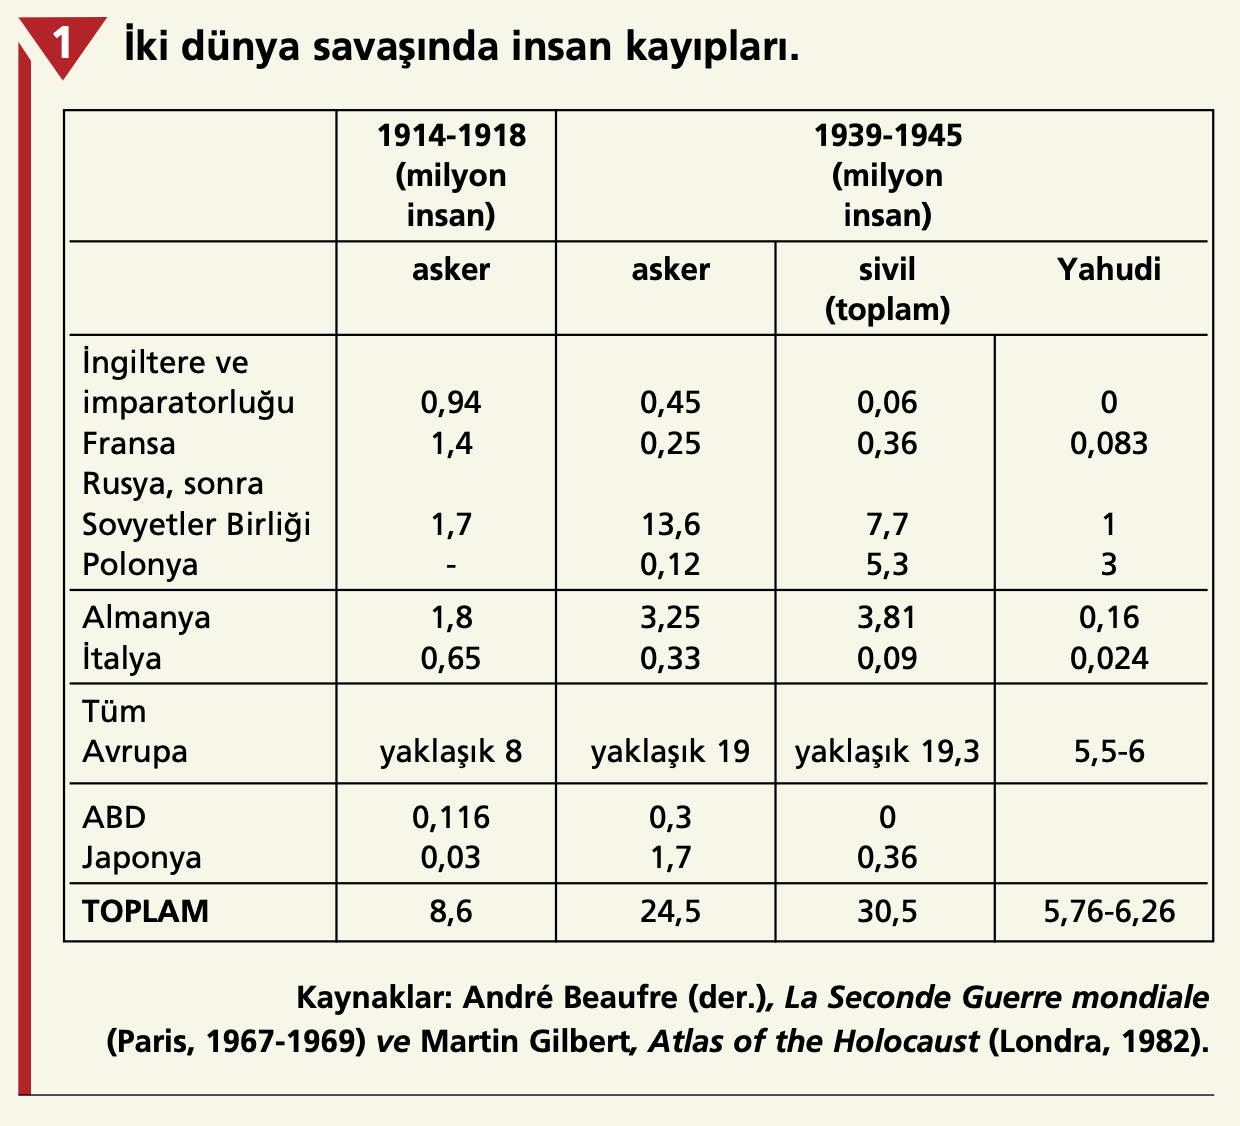 1
İki dünya savaşında insan kayıpları.
1914-1918 1939-1945
(milyon (milyon
insan) insan)
asker asker sivil Yahudi
(toplam)
İngiltere ve
imparatorluğu 0,94 0,45 0,06 0
Fransa 1,4 0,25 0,36 0,083
Rusya, sonra
Sovyetler Birliği 1,7 13,6 7,7 1
Polonya - 0,12 5,3 3
Almanya 1,8 3,25 3,81 0,16
İtalya 0,65 0,33 0,09 0,024
Tüm
Avrupa yaklaşık 8 yaklaşık 19 yaklaşık 19,3 5,5-6
ABD 0,116 0,3 0
Japonya 0,03 1,7 0,36
TOPLAM 8,6 24,5 30,5 5,76-6,26
Kaynaklar: André Beaufre (der.), La Seconde Guerre mondiale
(Paris, 1967-1969) ve Martin Gilbert, Atlas of the Holocaust (Londra, 1982).